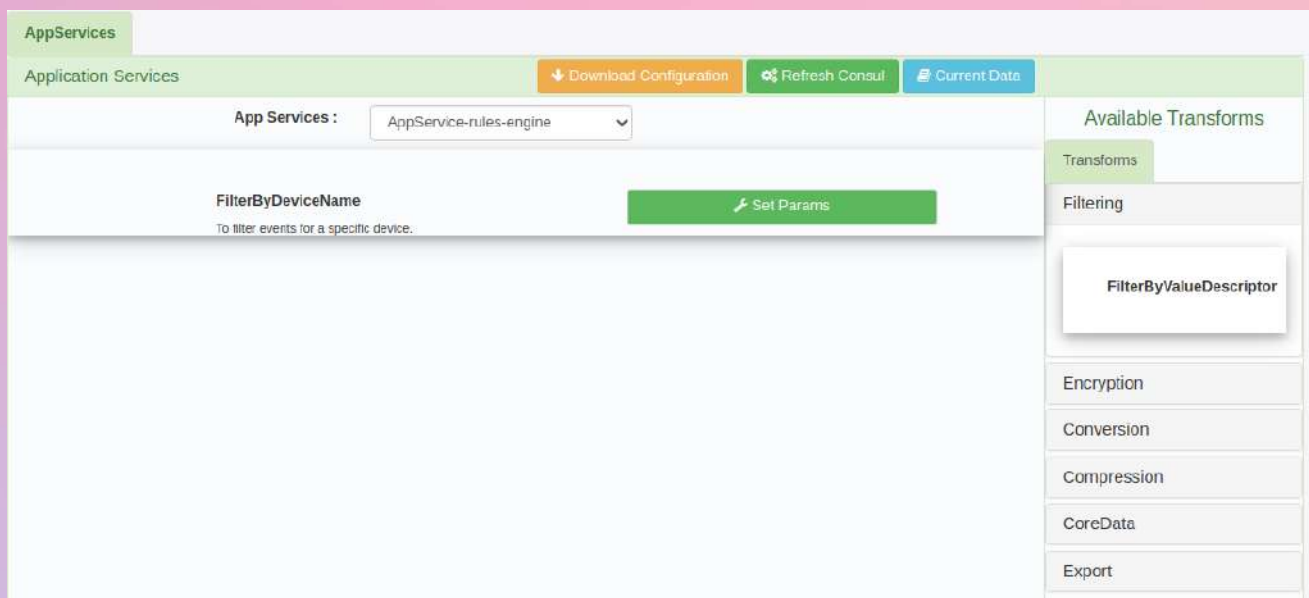 AppServices
Application Services
Download Configuration
Refresh Consul
Current Data
App Services :
AppService-rules-engine
FilterByDeviceName
To filter events for a specific device.
Set Params
Available Transforms
Transforms
Filtering
FilterByValueDescriptor
Encryption
Conversion
Compression
CoreData
Export